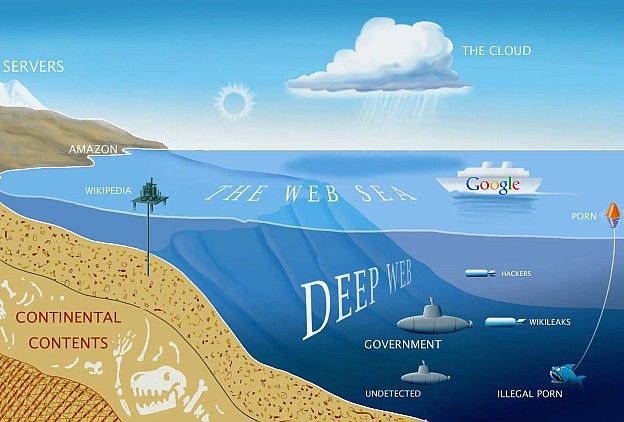 THE CLOUD
SERVERS
AMAZON
WIKIPEDIA
THE WEB SEA
Google
PORN
DEEP WEB
HACKERS
WIKILEAKS
CONTINENTAL
CONTENTS
GOVERNMENT
UNDETECTED
ILLEGAL PORN